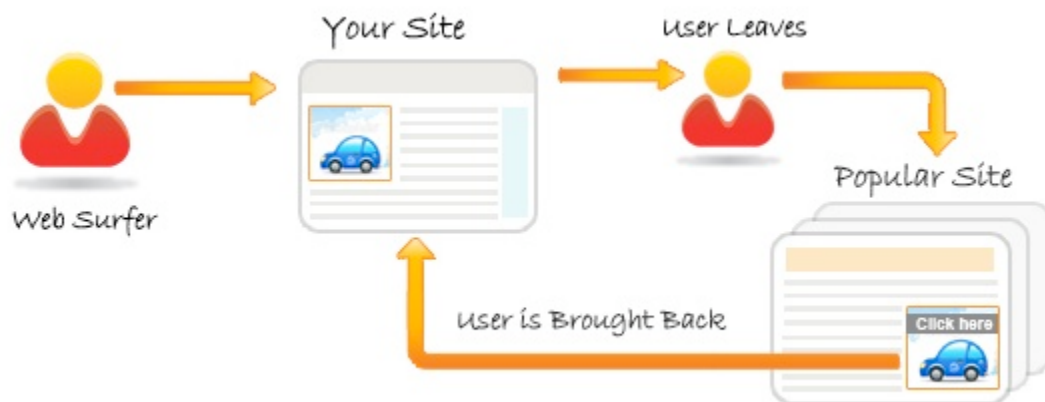 Your Site
User Leaves
Web Surfer
Popular Site
Click here
User is Brought Back